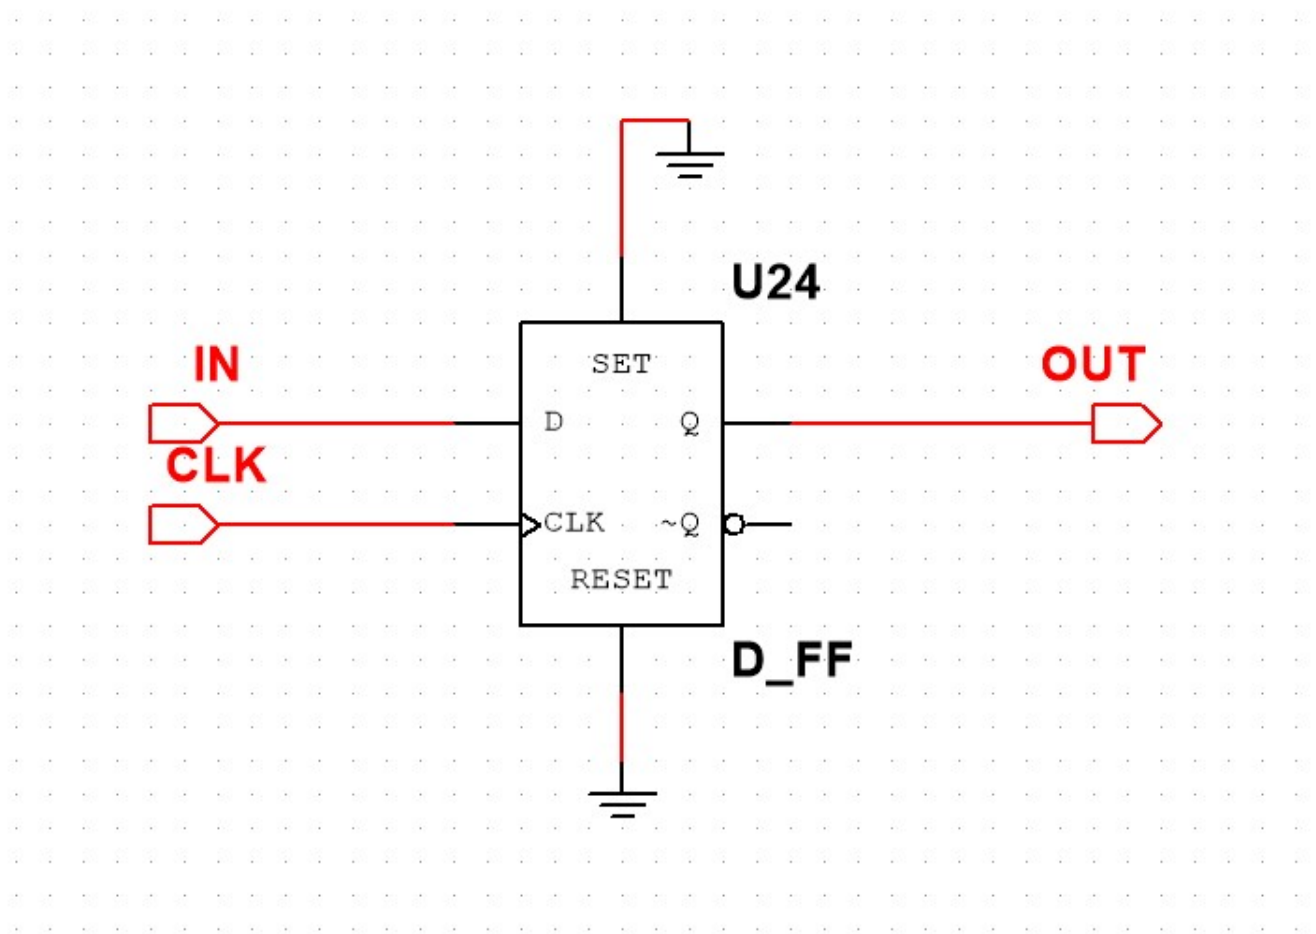 U24
SET
IN
OUT
D
Q
CLK
CLK
~Q
RESET
D_FF